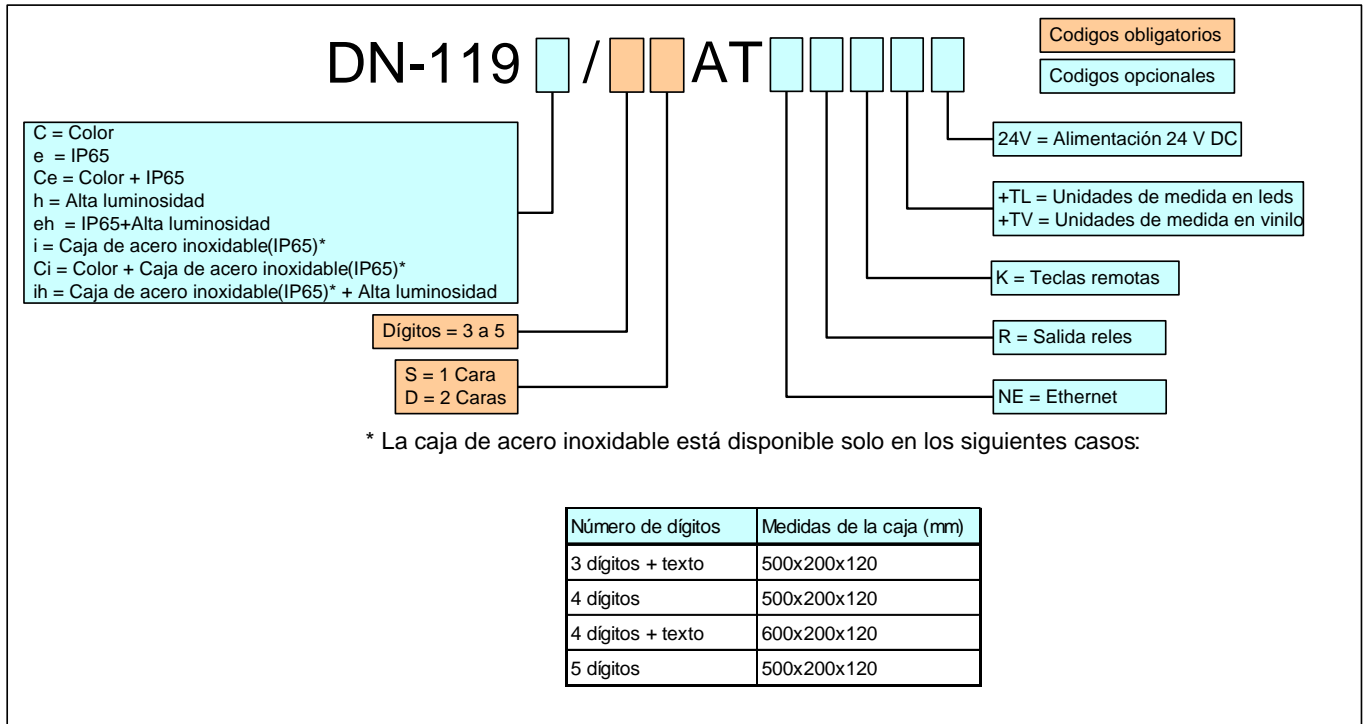 DN-119 / AT
Codigos obligatorios
Codigos opcionales
C = Color
e = IP65
Ce = Color + IP65
h = Alta luminosidad
eh = IP65+Alta luminosidad
i = Caja de acero inoxidable(IP65)*
Ci = Color + Caja de acero inoxidable(IP65)*
ih = Caja de acero inoxidable(IP65)* + Alta luminosidad
Dígitos = 3 a 5
S = 1 Cara
D = 2 Caras
24V = Alimentación 24 V DC
+TL = Unidades de medida en leds
+TV = Unidades de medida en vinilo
K = Teclas remotas
R = Salida reles
NE = Ethernet
* La caja de acero inoxidable está disponible solo en los siguientes casos:
Número de dígitos Medidas de la caja (mm)
3 dígitos + texto 500x200x120
4 dígitos 500x200x120
4 dígitos + texto 600x200x120
5 dígitos 500x200x120